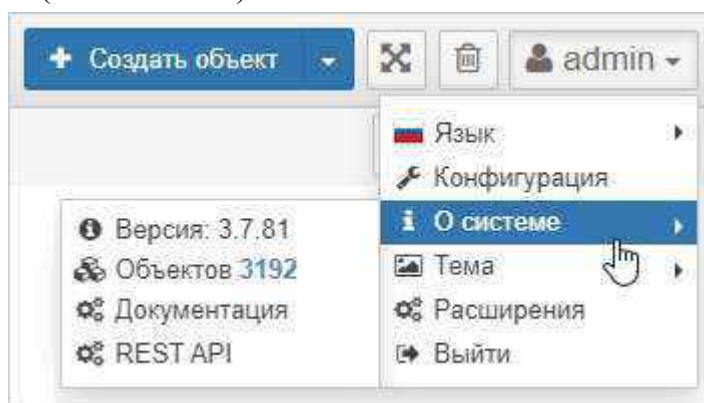 Создать объект
admin
Язык
Конфигурация
О системе
Тема
Расширения
Выйти
Версия: 3.7.81
Объектов 3192
Документация
REST API